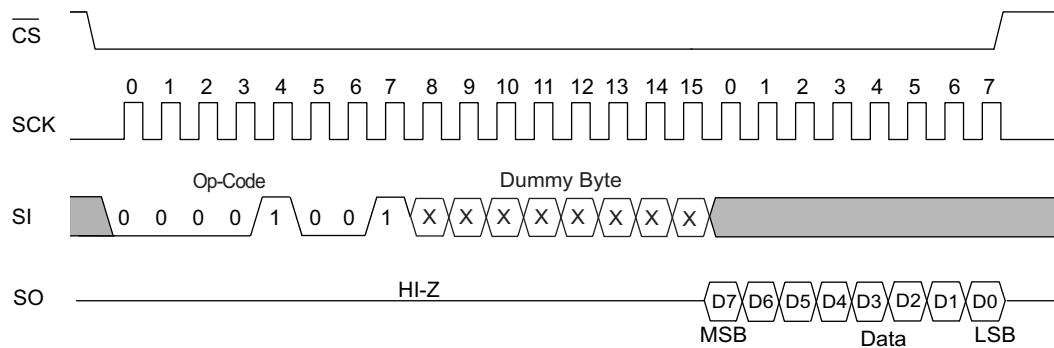 CS
0 1 2 3 4 5 6 7 8 9 10 11 12 13 14 15 0 1 2 3 4 5 6 7
SCK
Op-Code Dummy Byte
SI 0 0 0 0 1 0 0 1 X X X X X X X X
HI-Z
SO D7 D6 D5 D4 D3 D2 D1 D0
MSB Data LSB